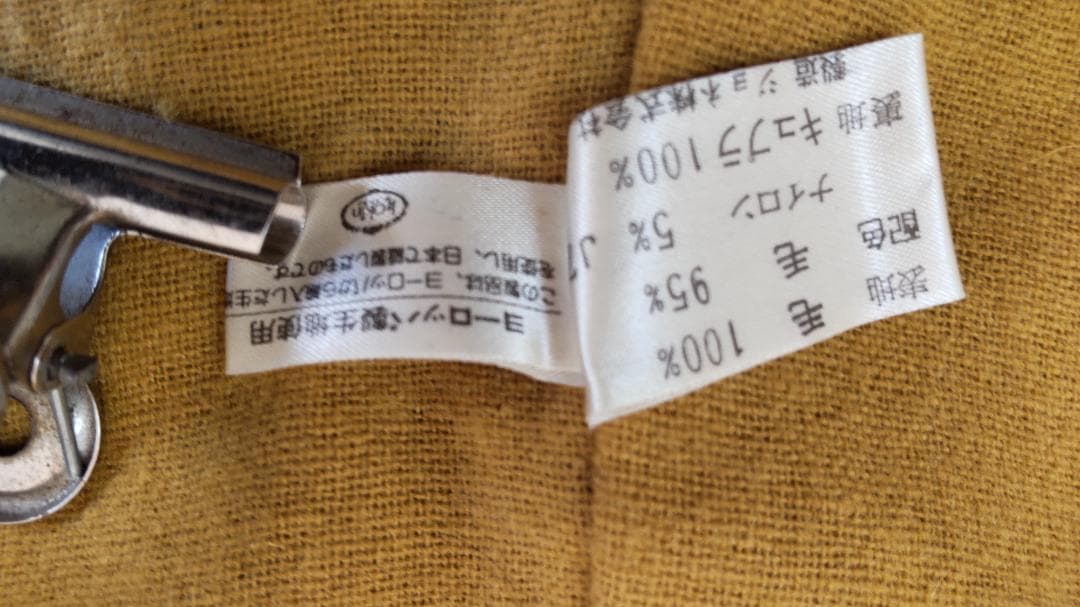 表地 毛 100%
配色 毛 95%
ナイロン 5%
裏地 キュプラ 100%
製造 ジョネ株式会社
ヨーロッパ製生地使用
この製品は、ヨーロッパから輸入した生地
を使用し、日本で縫製したものです。